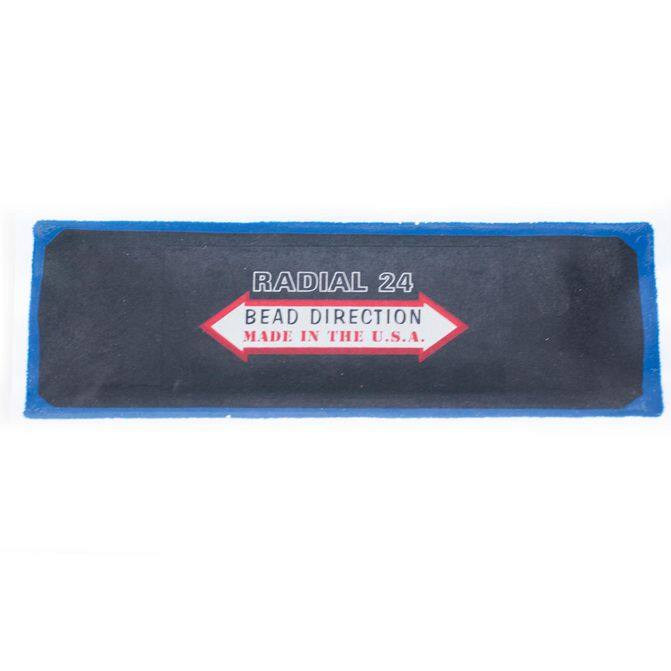 RADIAL 24
BEAD DIRECTION
MADE IN THE U.S.A.